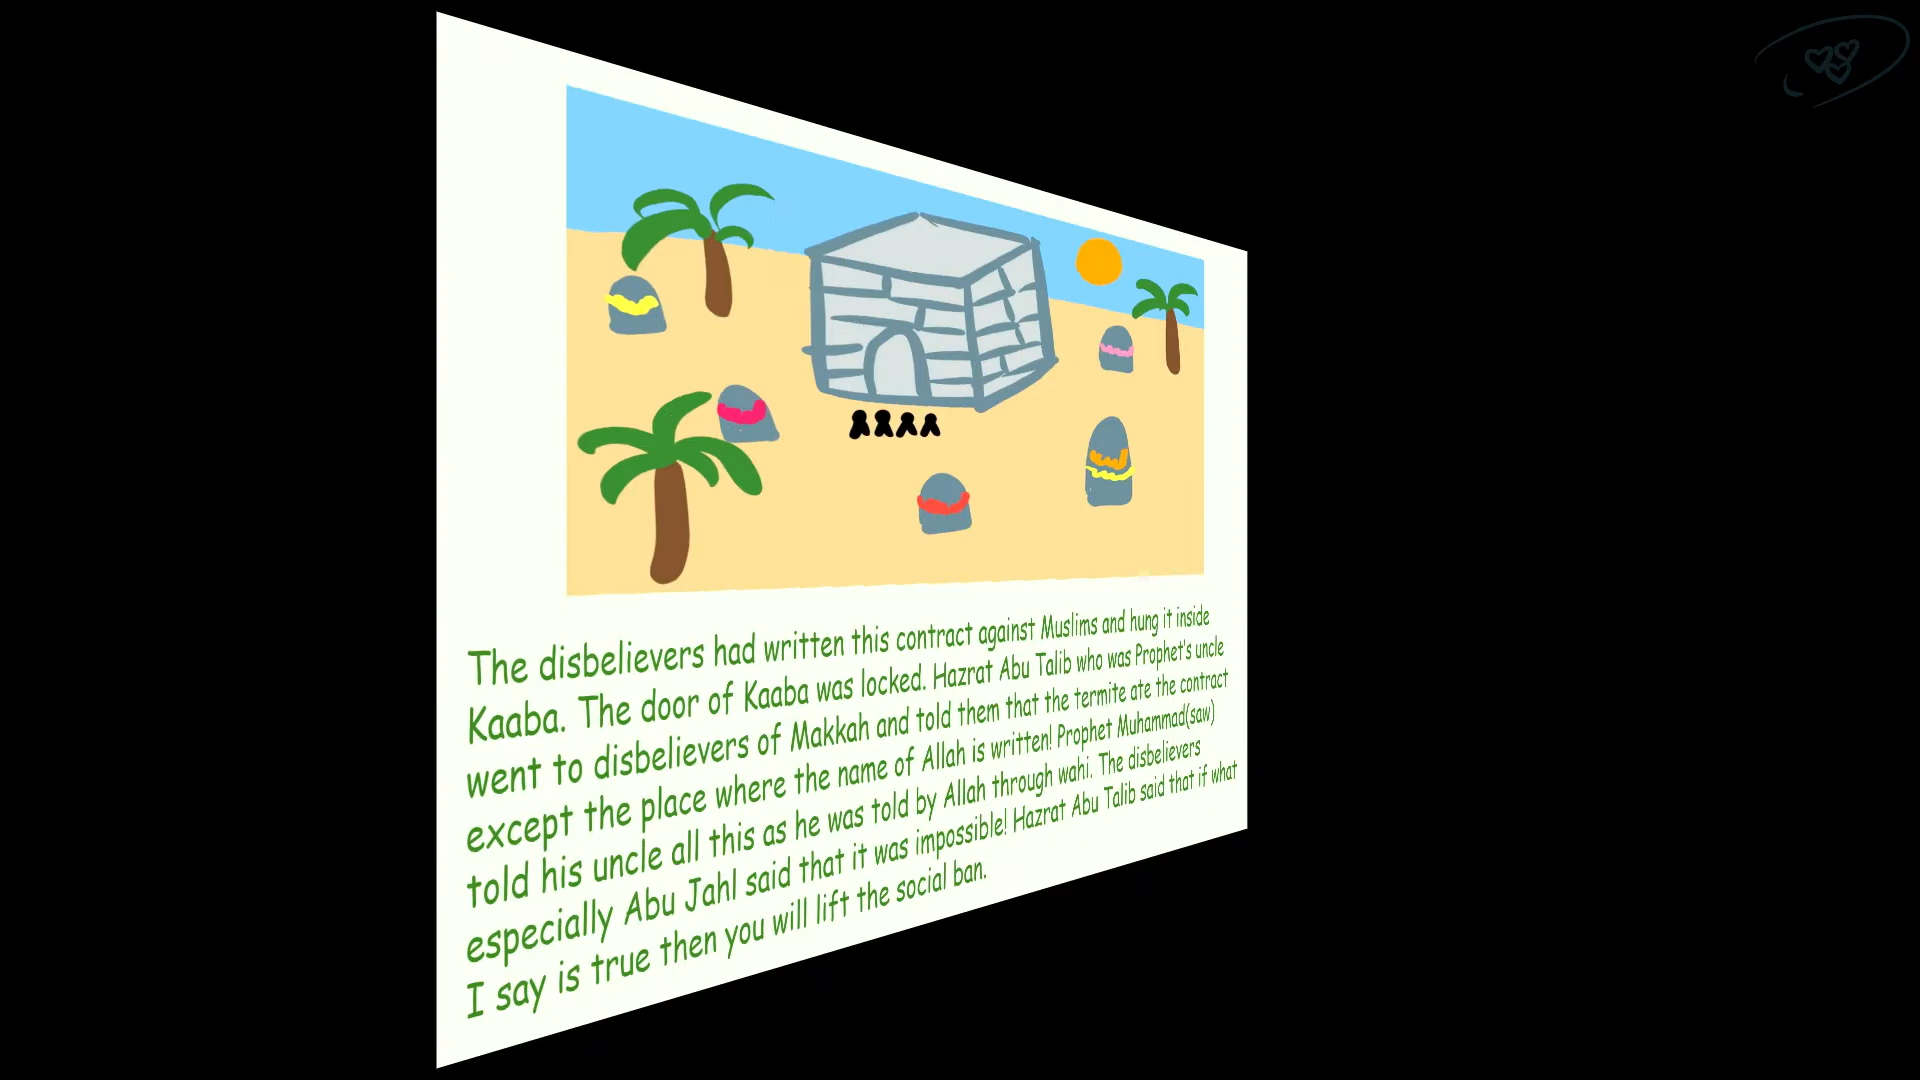 The disbelievers had written this contract against Muslims and hung it inside
Kaaba. The door of Kaaba was locked. Hazrat Abu Talib who was Prophet's uncle
went to disbelievers of Makkah and told them that the termite ate the contract
except the place where the name of Allah is written! Prophet Muhammad(saw)
told his uncle all this as he was told by Allah through wahi. The disbelievers
especially Abu Jahl said that it was impossible! Hazrat Abu Talib said that if what
I say is true then you will lift the social ban.